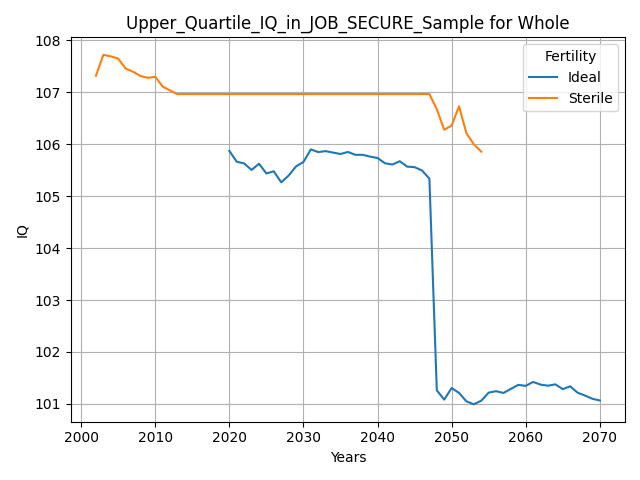 Upper_Quartile_IQ_in_JOB_SECURE_Sample for Whole
108
107
106
105
104
103
102
101
IQ
Fertility
Ideal
Sterile
2000 2010 2020 2030 2040 2050 2060 2070
Years